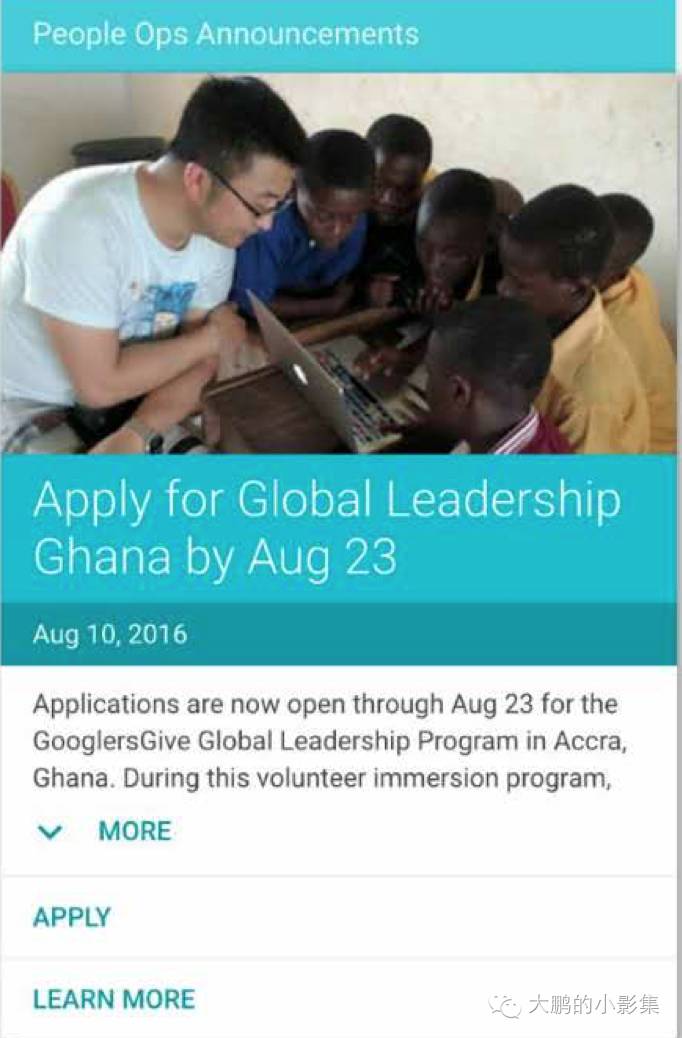 People Ops Announcements
Apply for Global Leadership
Ghana by Aug 23
Aug 10, 2016
Applications are now open through Aug 23 for the
GooglersGive Global Leadership Program in Accra,
Ghana. During this volunteer immersion program,
MORE
APPLY
LEARN MORE
大鹏的小影集